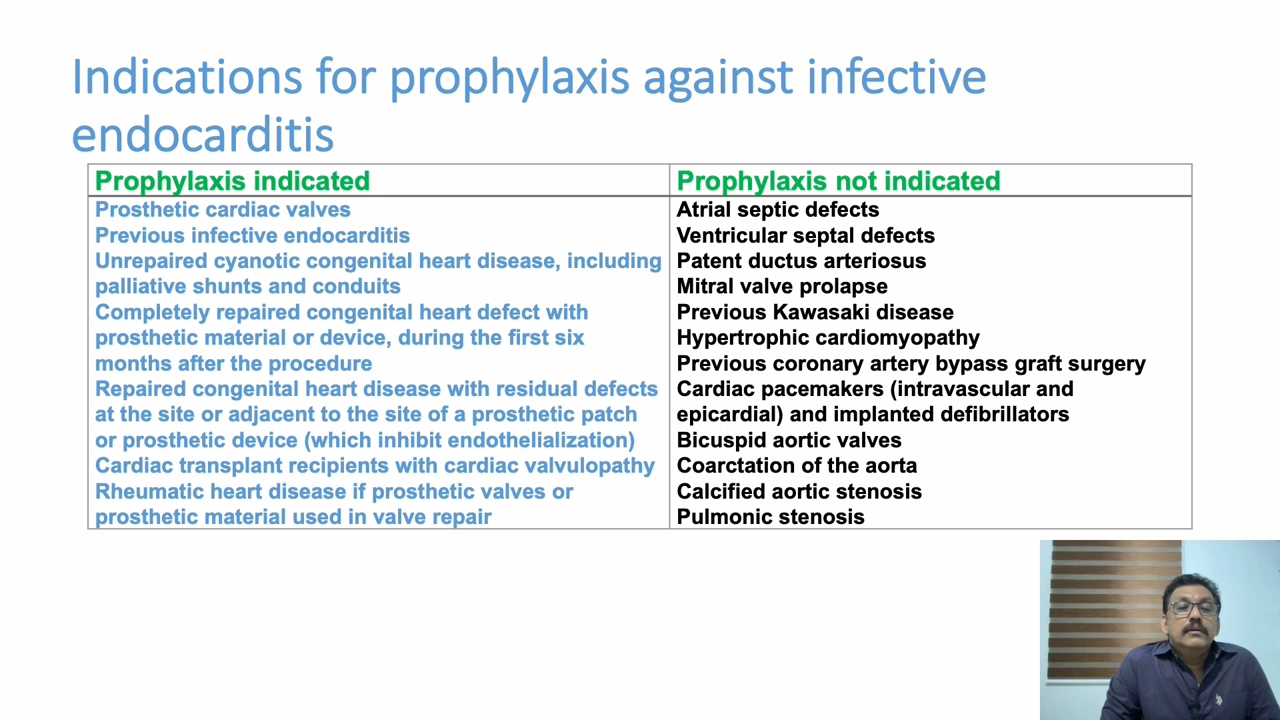 Indications for prophylaxis against infective
endocarditis
Prophylaxis indicated
Prosthetic cardiac valves
Previous infective endocarditis
Unrepaired cyanotic congenital heart disease, including
palliative shunts and conduits
Completely repaired congenital heart defect with
prosthetic material or device, during the first six
months after the procedure
Repaired congenital heart disease with residual defects
at the site or adjacent to the site of a prosthetic patch
or prosthetic device (which inhibit endothelialization)
Cardiac transplant recipients with cardiac valvulopathy
Rheumatic heart disease if prosthetic valves or
prosthetic material used in valve repair
Prophylaxis not indicated
Atrial septic defects
Ventricular septal defects
Patent ductus arteriosus
Mitral valve prolapse
Previous Kawasaki disease
Hypertrophic cardiomyopathy
Previous coronary artery bypass graft surgery
Cardiac pacemakers (intravascular and
epicardial) and implanted defibrillators
Bicuspid aortic valves
Coarctation of the aorta
Calcified aortic stenosis
Pulmonic stenosis